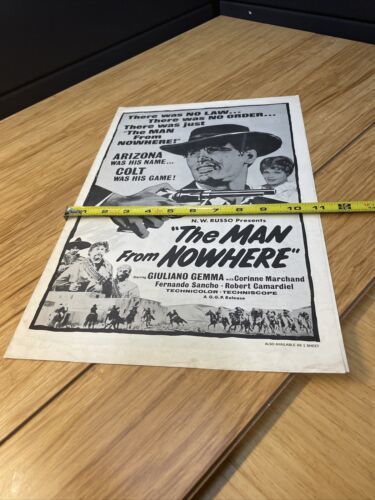 There was NO LAW...
There was NO ORDER...
There was just
"The MAN
From
NOWHERE!"
ARIZONA
WAS HIS NAME...
COLT
WAS HIS GAME!
1 2 3 4 5 6 7 8 9 10 11
N. W. RUSSO Presents
"The MAN
From NOWHERE"
starring GIULIANO GEMMA with Corinne Marchand
Fernando Sancho · Roberto Camardiel
TECHNICOLOR · TECHNISCOPE
A G.G.P. Release
ALSO AVAILABLE AS 1 SHEET